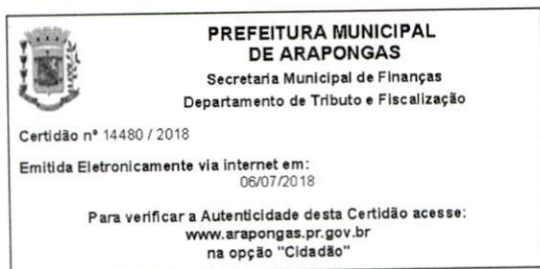 PREFEITURA MUNICIPAL
DE ARAPONGAS
Secretaria Municipal de Finanças
Departamento de Tributo e Fiscalização
Certidão nº 14480 / 2018
Emitida Eletronicamente via internet em:
06/07/2018
Para verificar a Autenticidade desta Certidão acesse:
www.arapongas.pr.gov.br
na opção "Cidadão"